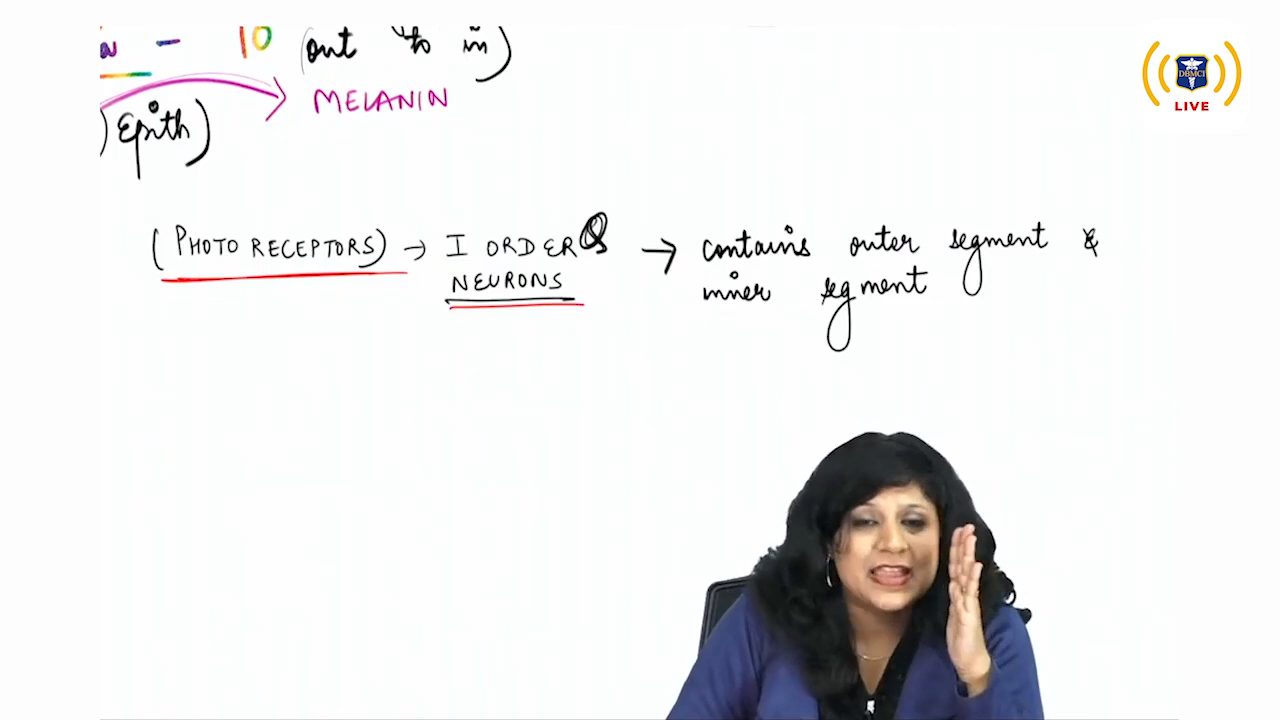 - 10 (out to in)
MELANIN
Epith)
(PHOTO RECEPTORS) → I ORDER → contains outer segment &
NEURONS inner segment
DBMCI
LIVE